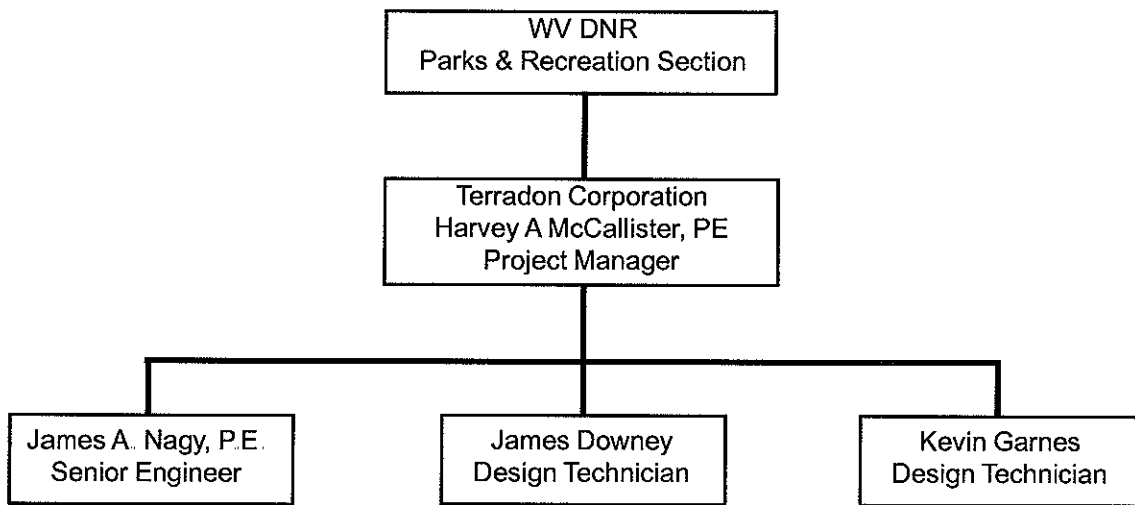 WV DNR
Parks & Recreation Section
Terradon Corporation
Harvey A McCallister, PE
Project Manager
James A. Nagy, P.E.
Senior Engineer
James Downey
Design Technician
Kevin Garnes
Design Technician